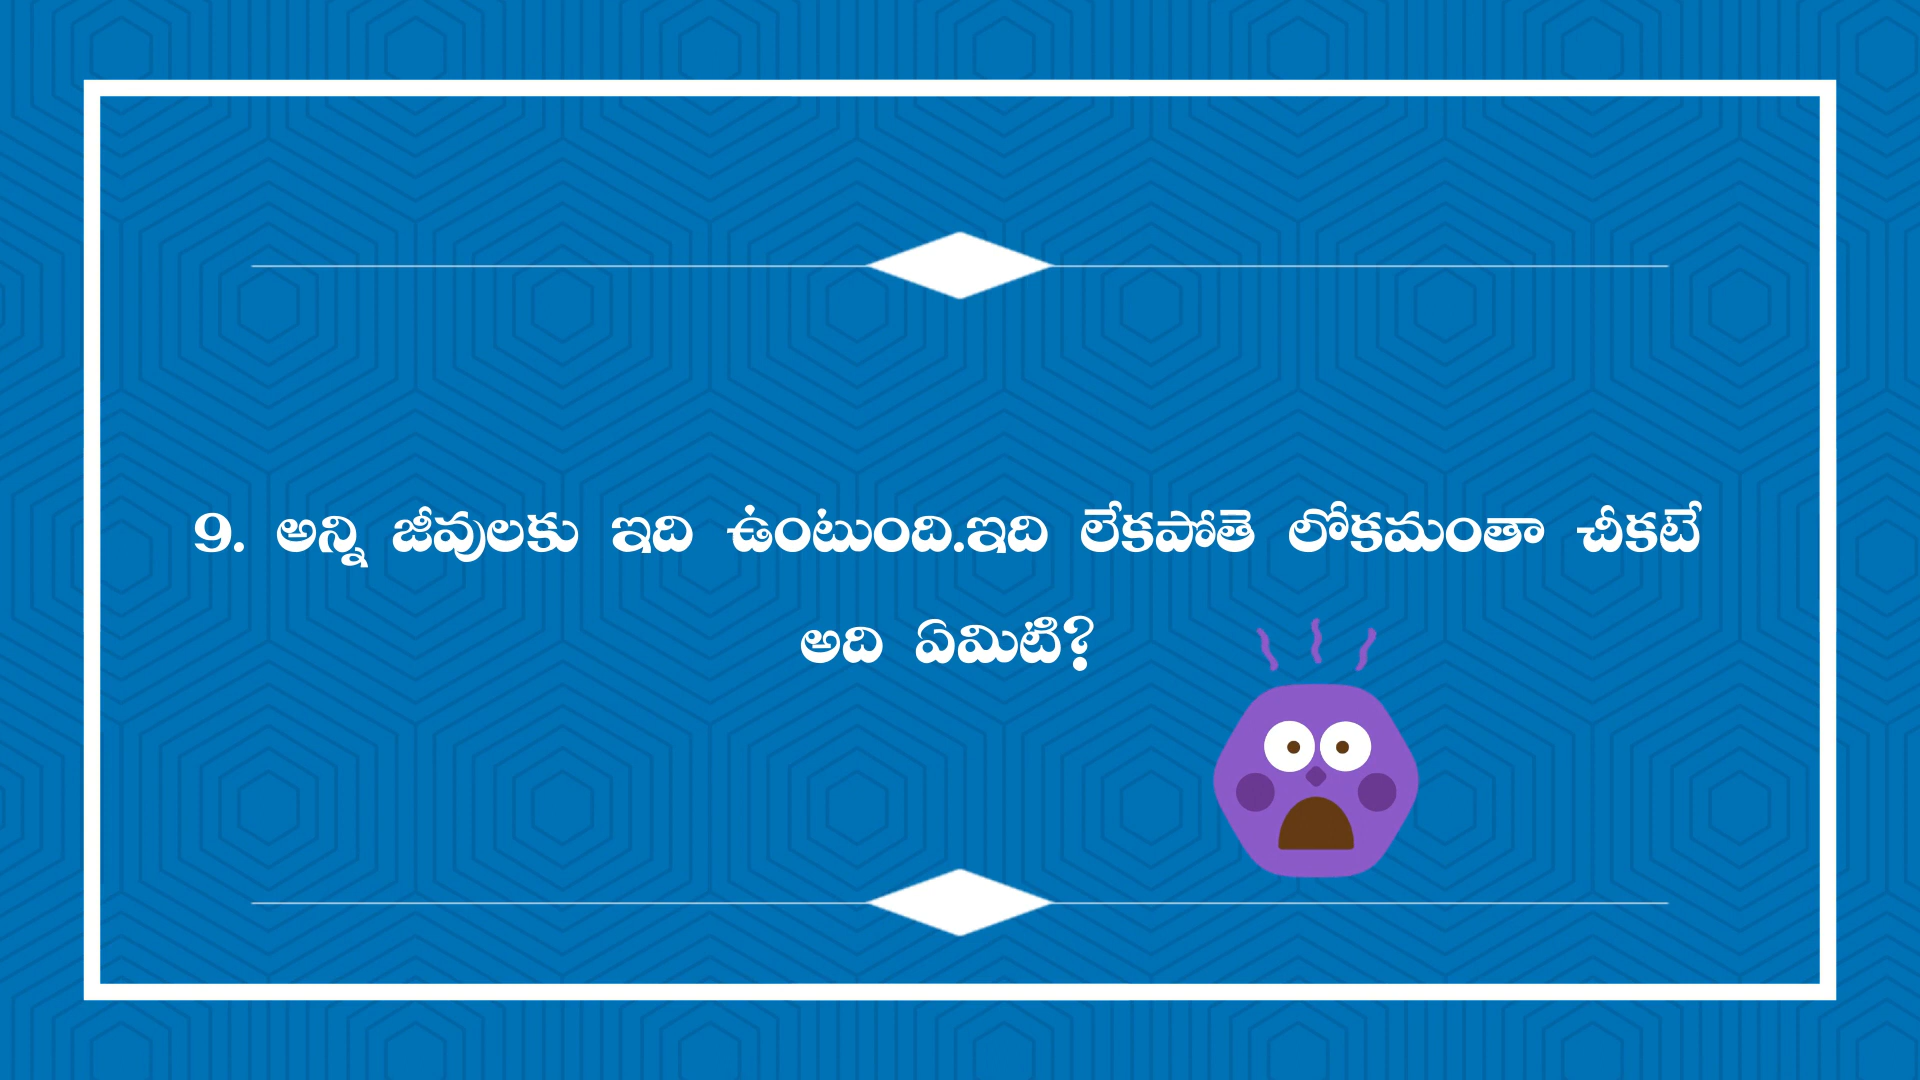 9. అన్ని జీవులకు ఇది ఉంటుంది.ఇది లేకపోతె లోకమంతా చీకటే
అది ఏమిటి?